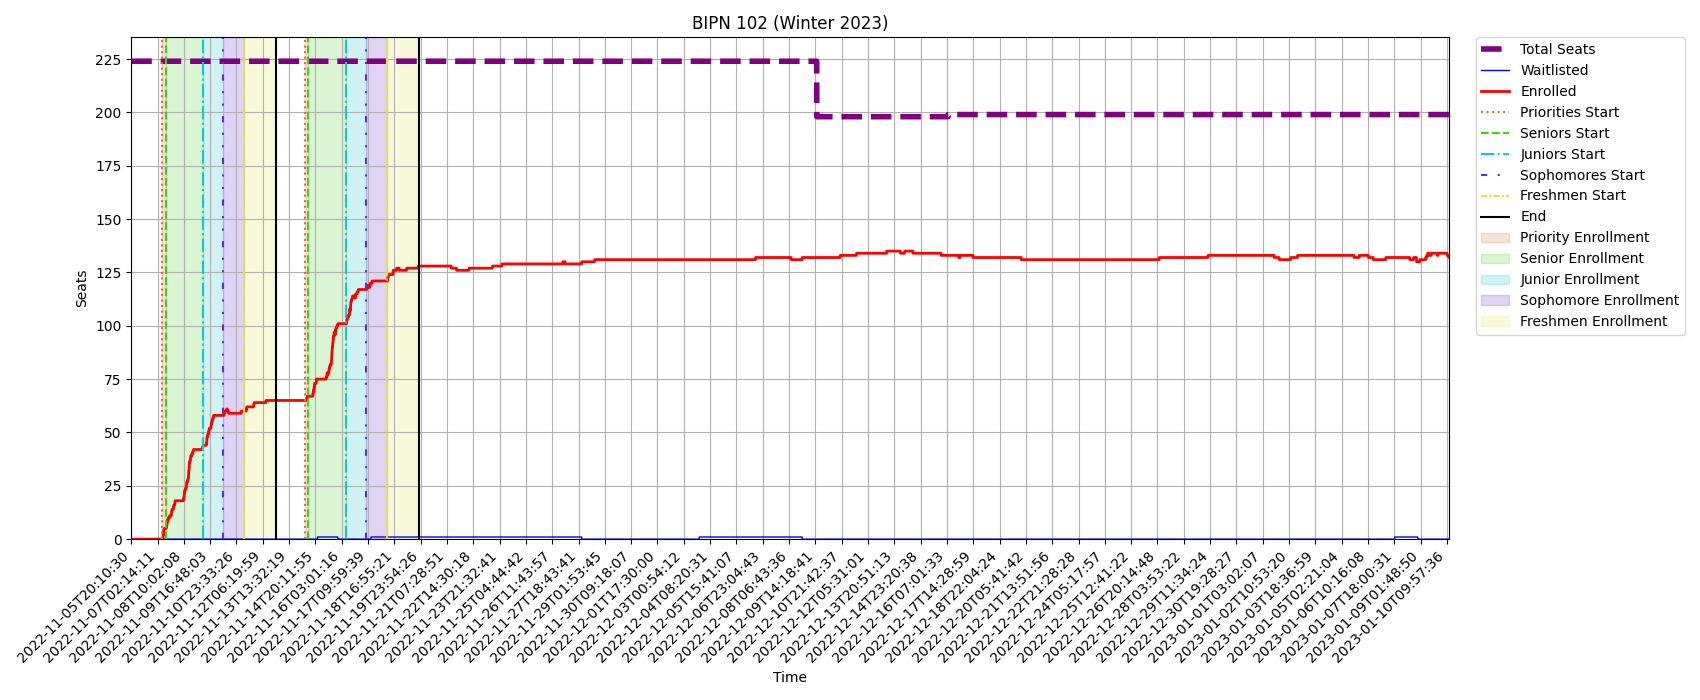 BIPN 102 (Winter 2023)
Seats
225
200
175
150
125
100
75
50
25
0
2022-11-05T20:10:30
2022-11-07T02:14:11
2022-11-08T10:02:08
2022-11-09T16:48:03
2022-11-10T23:33:26
2022-11-12T06:19:59
2022-11-13T13:32:19
2022-11-14T20:11:55
2022-11-16T03:01:16
2022-11-17T09:59:39
2022-11-18T16:55:21
2022-11-19T23:54:26
2022-11-21T07:28:51
2022-11-22T14:30:18
2022-11-23T21:32:41
2022-11-25T04:44:42
2022-11-26T11:43:57
2022-11-27T18:43:41
2022-11-29T01:53:45
2022-11-30T09:18:07
2022-12-01T17:30:00
2022-12-03T00:54:12
2022-12-04T08:20:31
2022-12-05T15:41:07
2022-12-06T23:04:43
2022-12-08T06:43:36
2022-12-09T14:18:41
2022-12-10T21:42:37
2022-12-12T05:31:01
2022-12-13T20:51:13
2022-12-14T23:20:38
2022-12-16T07:01:33
2022-12-17T14:28:59
2022-12-18T22:04:24
2022-12-20T05:41:42
2022-12-21T13:51:56
2022-12-22T21:28:28
2022-12-24T05:17:57
2022-12-25T12:41:22
2022-12-26T20:14:48
2022-12-28T03:53:22
2022-12-29T11:34:24
2022-12-30T19:28:27
2023-01-01T03:02:07
2023-01-02T10:53:20
2023-01-03T18:36:59
2023-01-05T02:21:04
2023-01-06T10:16:08
2023-01-07T18:00:31
2023-01-09T01:48:50
2023-01-10T09:57:36
Time
Total Seats
Waitlisted
Enrolled
Priorities Start
Seniors Start
Juniors Start
Sophomores Start
Freshmen Start
End
Priority Enrollment
Senior Enrollment
Junior Enrollment
Sophomore Enrollment
Freshmen Enrollment